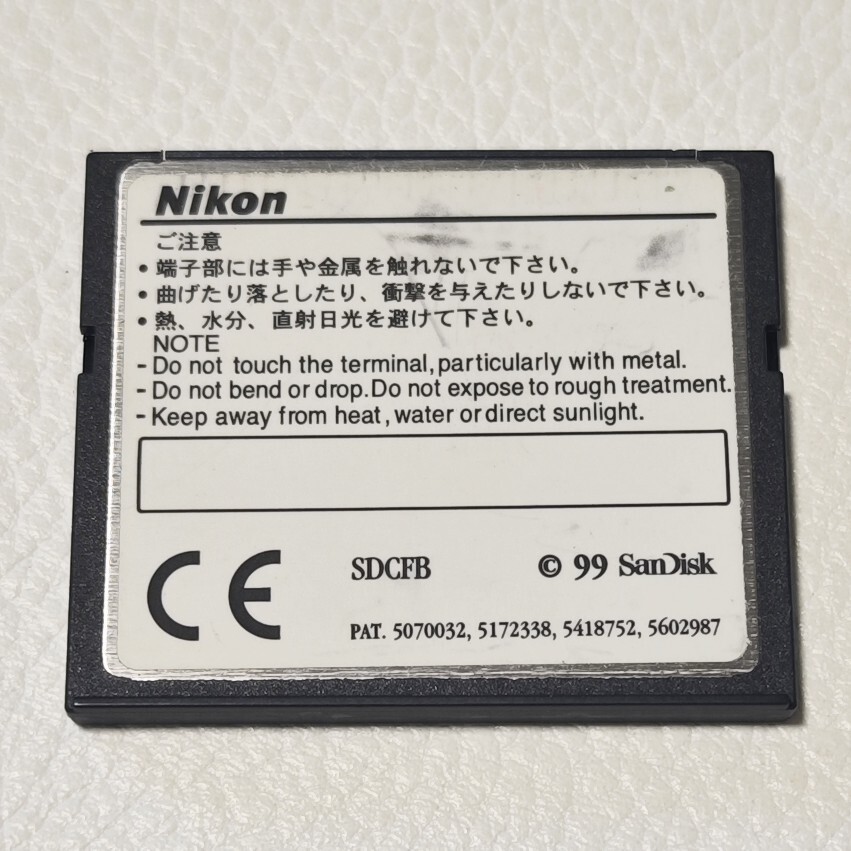 Nikon
ご注意
• 端子部には手や金属を触れないで下さい。
• 曲げたり落としたり、衝撃を与えたりしないで下さい。
• 熱、水分、直射日光を避けて下さい。
NOTE
- Do not touch the terminal, particularly with metal.
- Do not bend or drop. Do not expose to rough treatment.
- Keep away from heat, water or direct sunlight.
CE SDCFB © 99 SanDisk
PAT. 5070032, 5172338, 5418752, 5602987